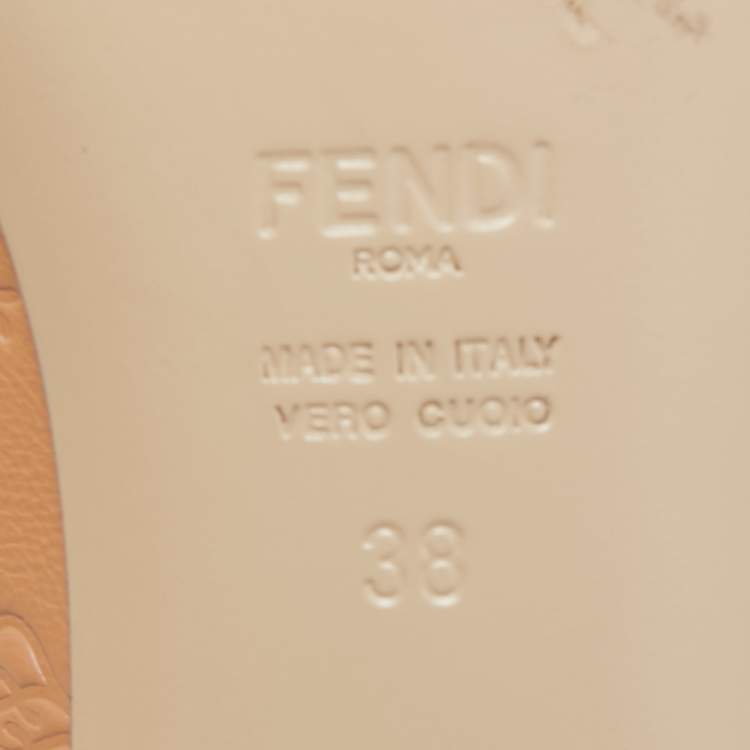 FENDI
ROMA
MADE IN ITALY
VERO CUOIO
38